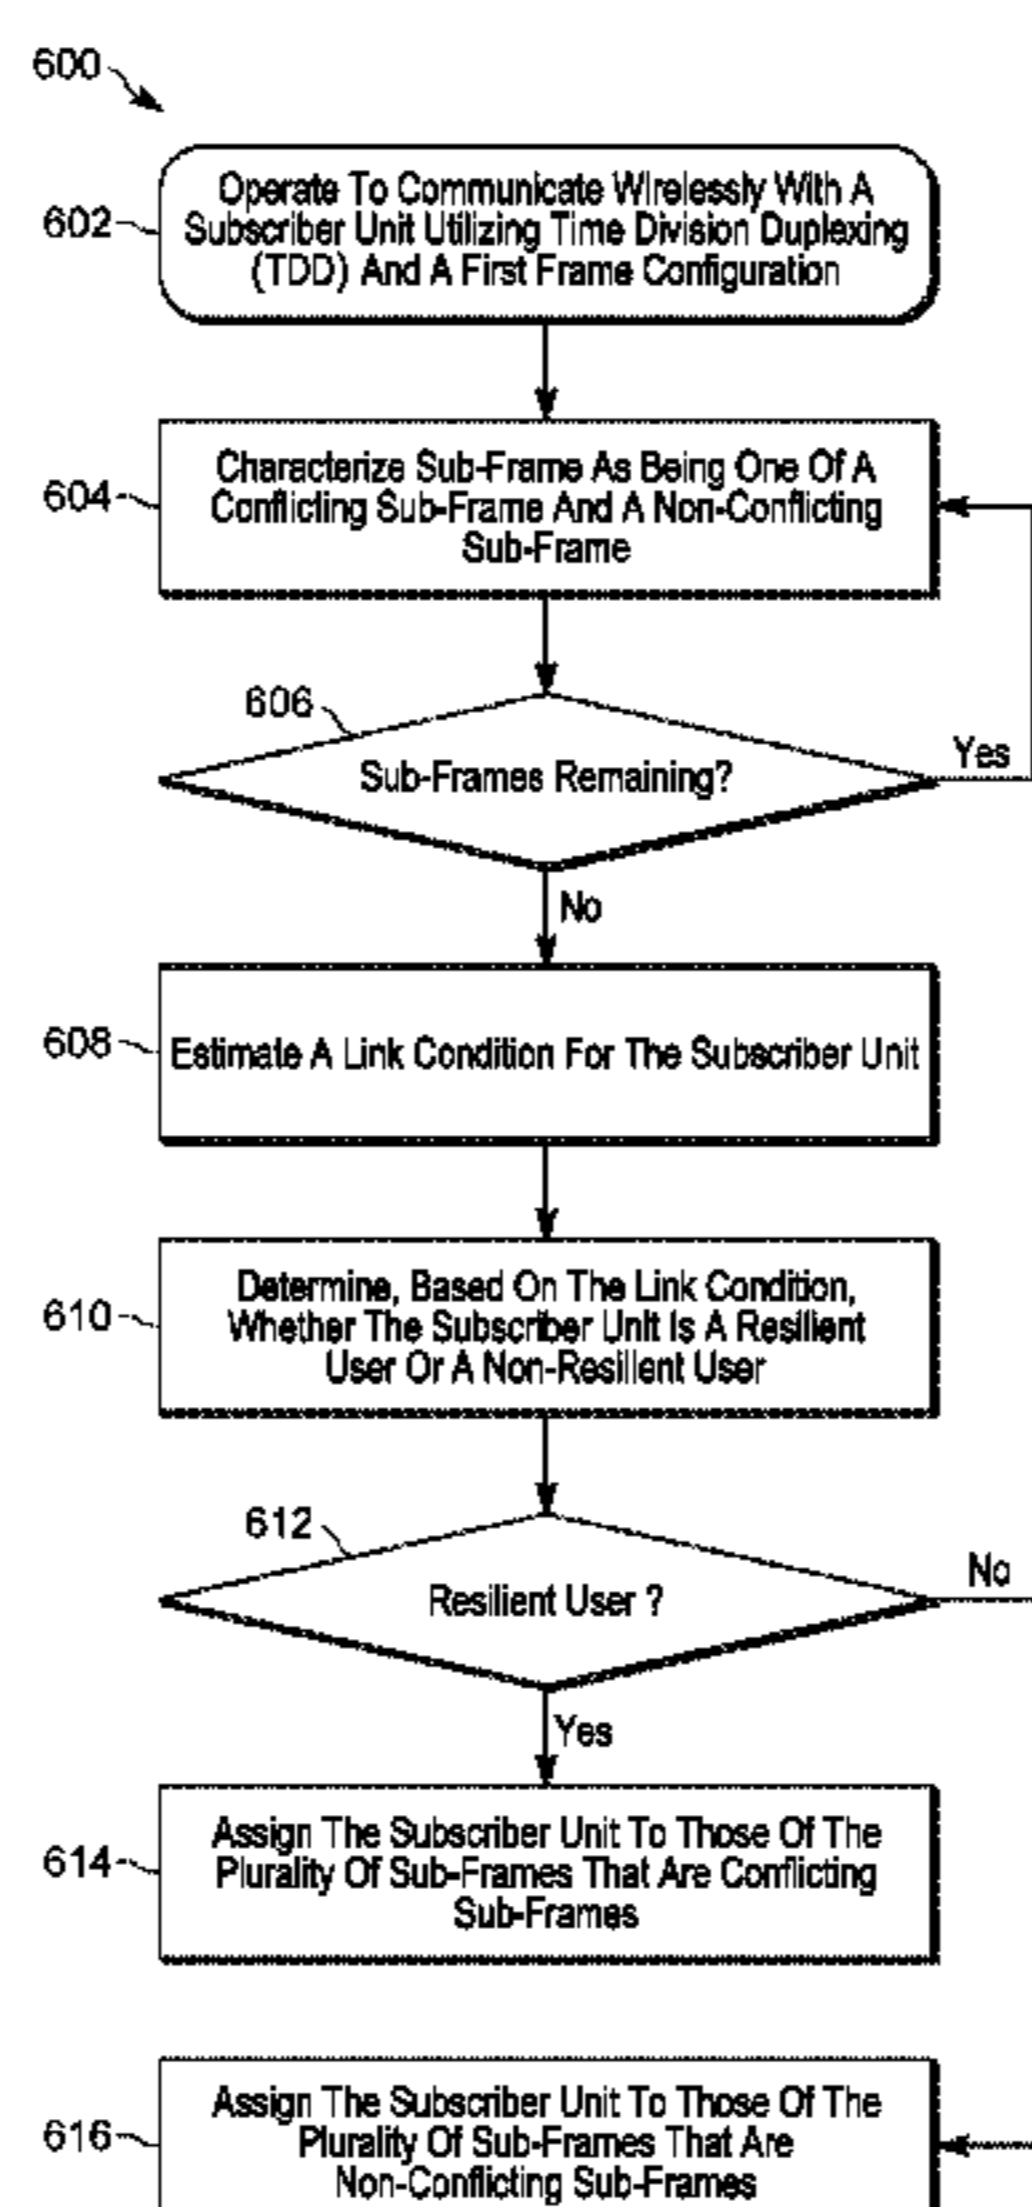 600
602
Operate To Communicate Wirelessly With A
Subscriber Unit Utilizing Time Division Duplexing
(TDD) And A First Frame Configuration
604
Characterize Sub-Frame As Being One Of A
Conflicting Sub-Frame And A Non-Conflicting
Sub-Frame
606
Sub-Frames Remaining?
Yes
No
608
Estimate A Link Condition For The Subscriber Unit
610
Determine, Based On The Link Condition,
Whether The Subscriber Unit Is A Resilient
User Or A Non-Resilient User
612
Resilient User ?
No
Yes
614
Assign The Subscriber Unit To Those Of The
Plurality Of Sub-Frames That Are Conflicting
Sub-Frames
616
Assign The Subscriber Unit To Those Of The
Plurality Of Sub-Frames That Are
Non-Conflicting Sub-Frames